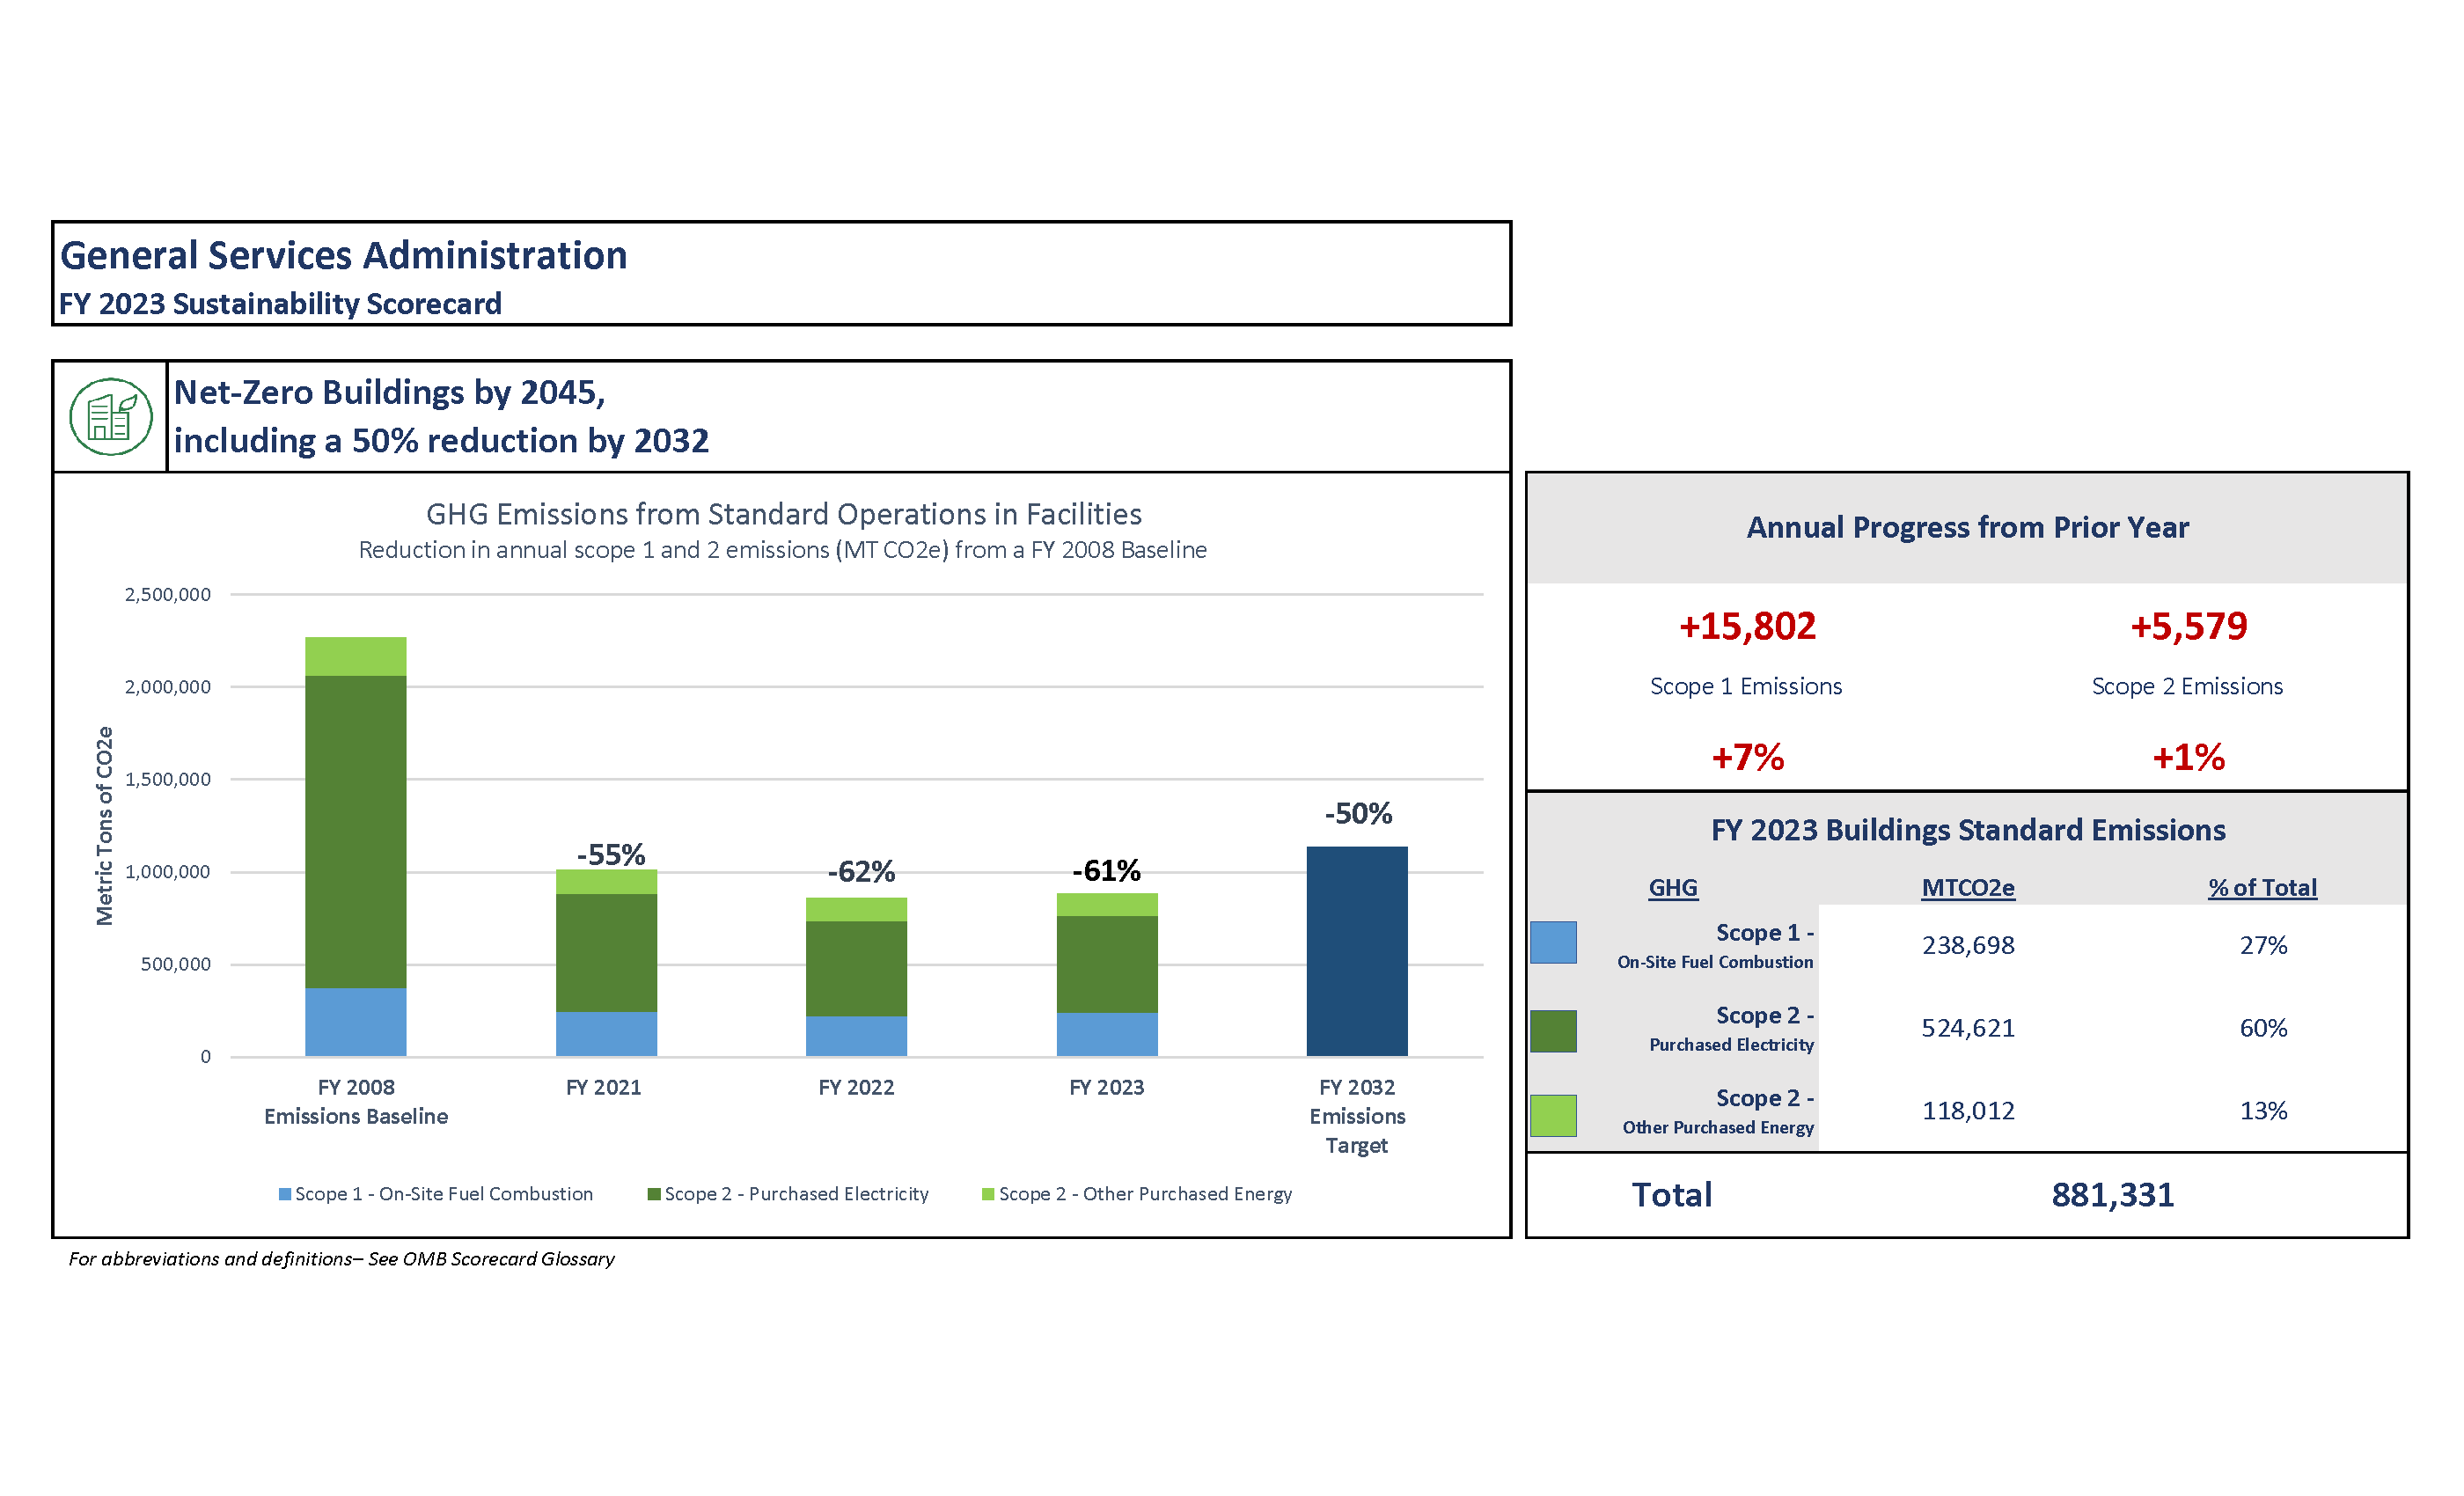 General Services Administration
FY 2023 Sustainability Scorecard
Net-Zero Buildings by 2045,
including a 50% reduction by 2032
GHG Emissions from Standard Operations in Facilities
Reduction in annual scope 1 and 2 emissions (MT CO2e) from a FY 2008 Baseline
Metric Tons of CO2e
2,500,000
2,000,000
1,500,000
1,000,000
500,000
0
-55%
-62%
-61%
-50%
FY 2008
Emissions Baseline
FY 2021
FY 2022
FY 2023
FY 2032
Emissions
Target
Scope 1 - On-Site Fuel Combustion
Scope 2 - Purchased Electricity
Scope 2 - Other Purchased Energy
For abbreviations and definitions– See OMB Scorecard Glossary
Annual Progress from Prior Year
+15,802 +5,579
Scope 1 Emissions Scope 2 Emissions
+7% +1%
FY 2023 Buildings Standard Emissions
GHG MTCO2e % of Total
Scope 1 -
On-Site Fuel Combustion
238,698 27%
Scope 2 -
Purchased Electricity
524,621 60%
Scope 2 -
Other Purchased Energy
118,012 13%
Total 881,331